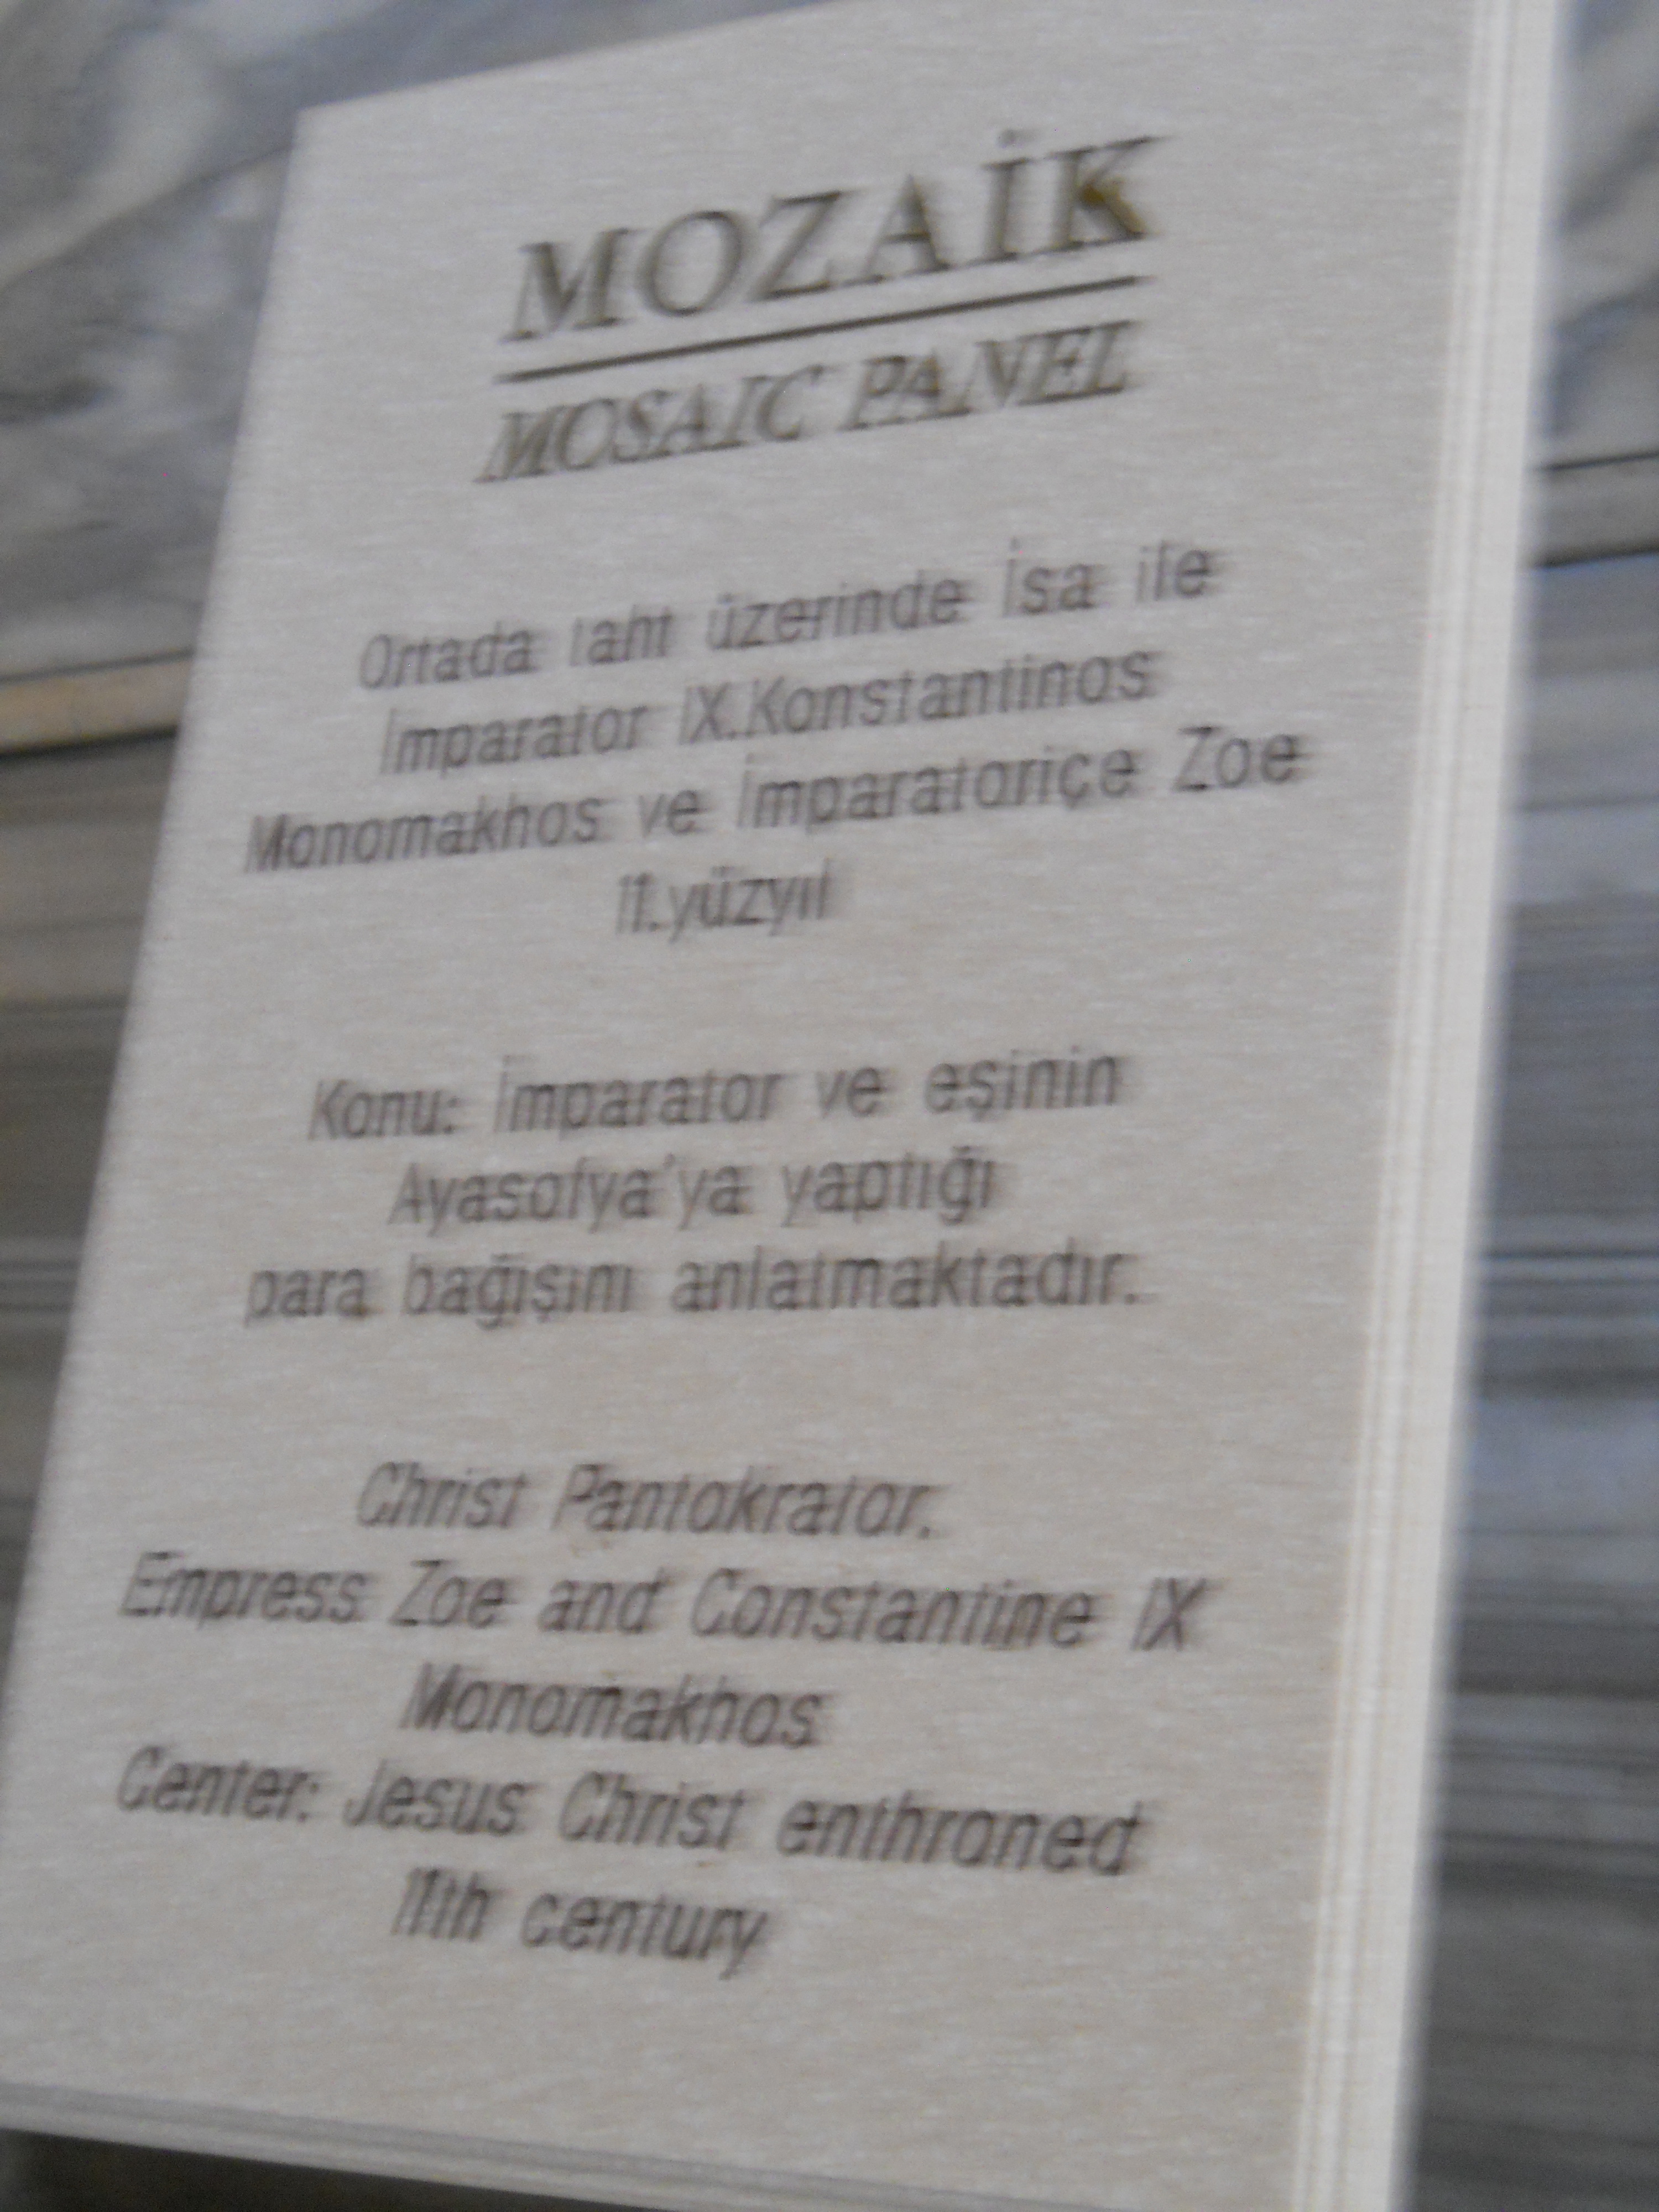 MOZAİK
MOSAIC PANEL
Ortada taht üzerinde İsa ile
İmparator IX.Konstantinos
Monomakhos ve İmparatoriçe Zoe
11.yüzyıl
Konu: İmparator ve eşinin
Ayasofya'ya yaptığı
para bağışını anlatmaktadır.
Christ Pantokrator.
Empress Zoe and Constantine IX
Monomakhos
Center: Jesus Christ enthroned
11th century